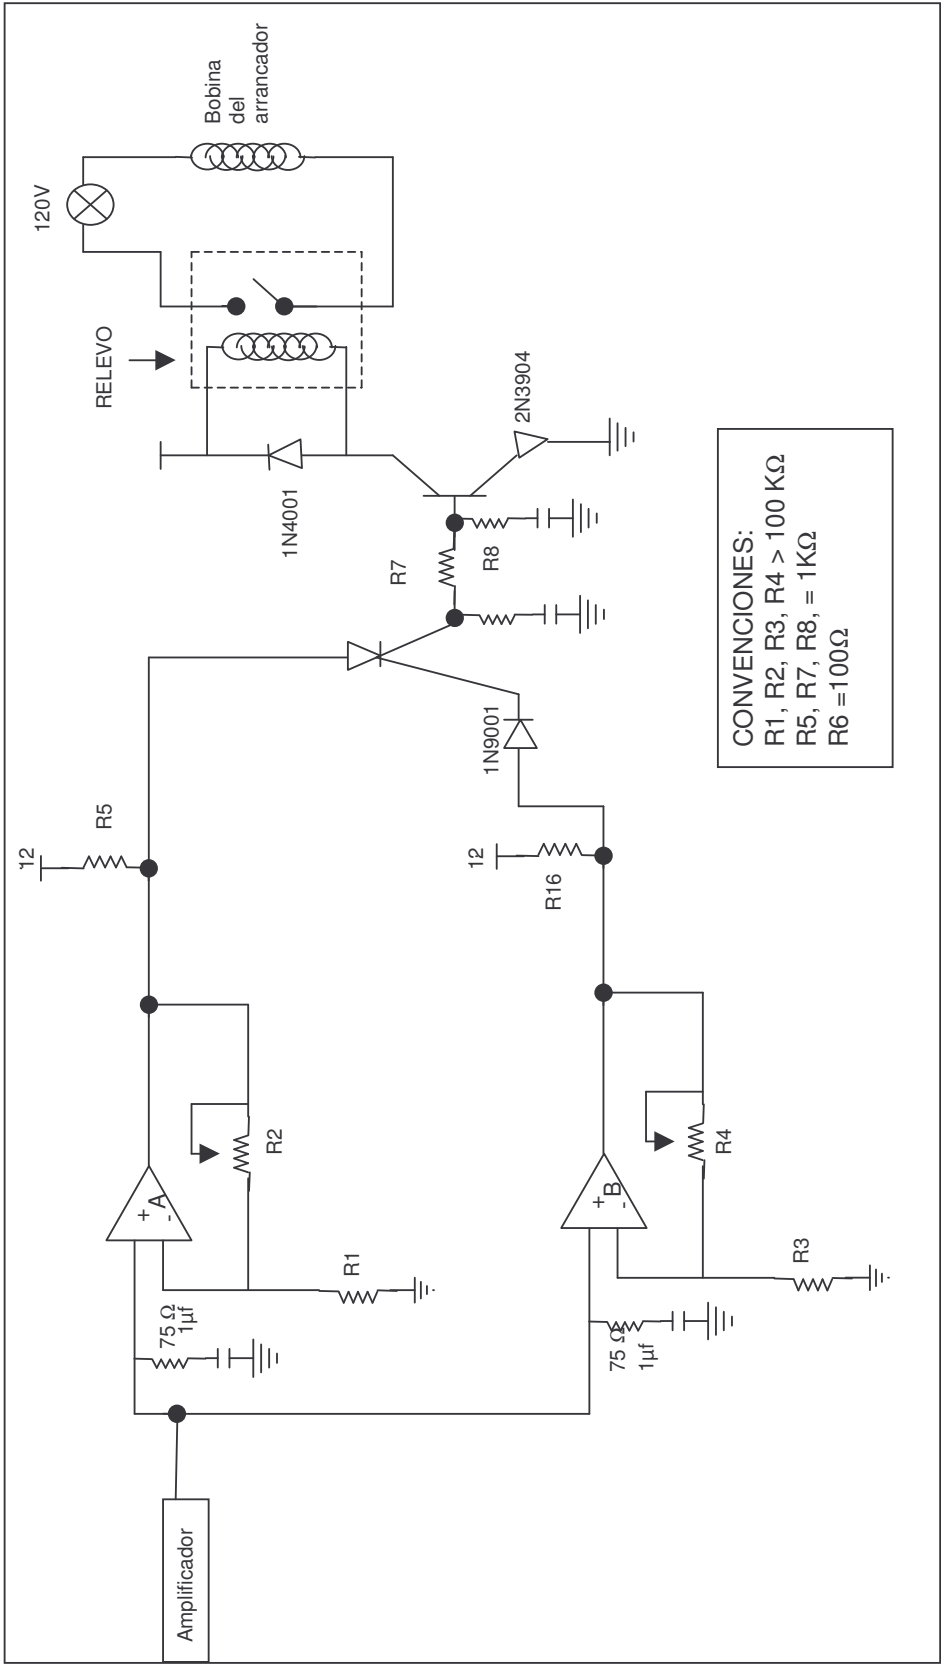 Amplificador
75 Ω
1µf
+
A
-
R1
R2
12
R5
75 Ω
1µf
+
B
-
R3
R4
12
R16
1N9001
R7
R8
1N4001
2N3904
RELEVO
120V
Bobina
del
arrancador
CONVENCIONES:
R1, R2, R3, R4 > 100 KΩ
R5, R7, R8, = 1KΩ
R6 =100Ω